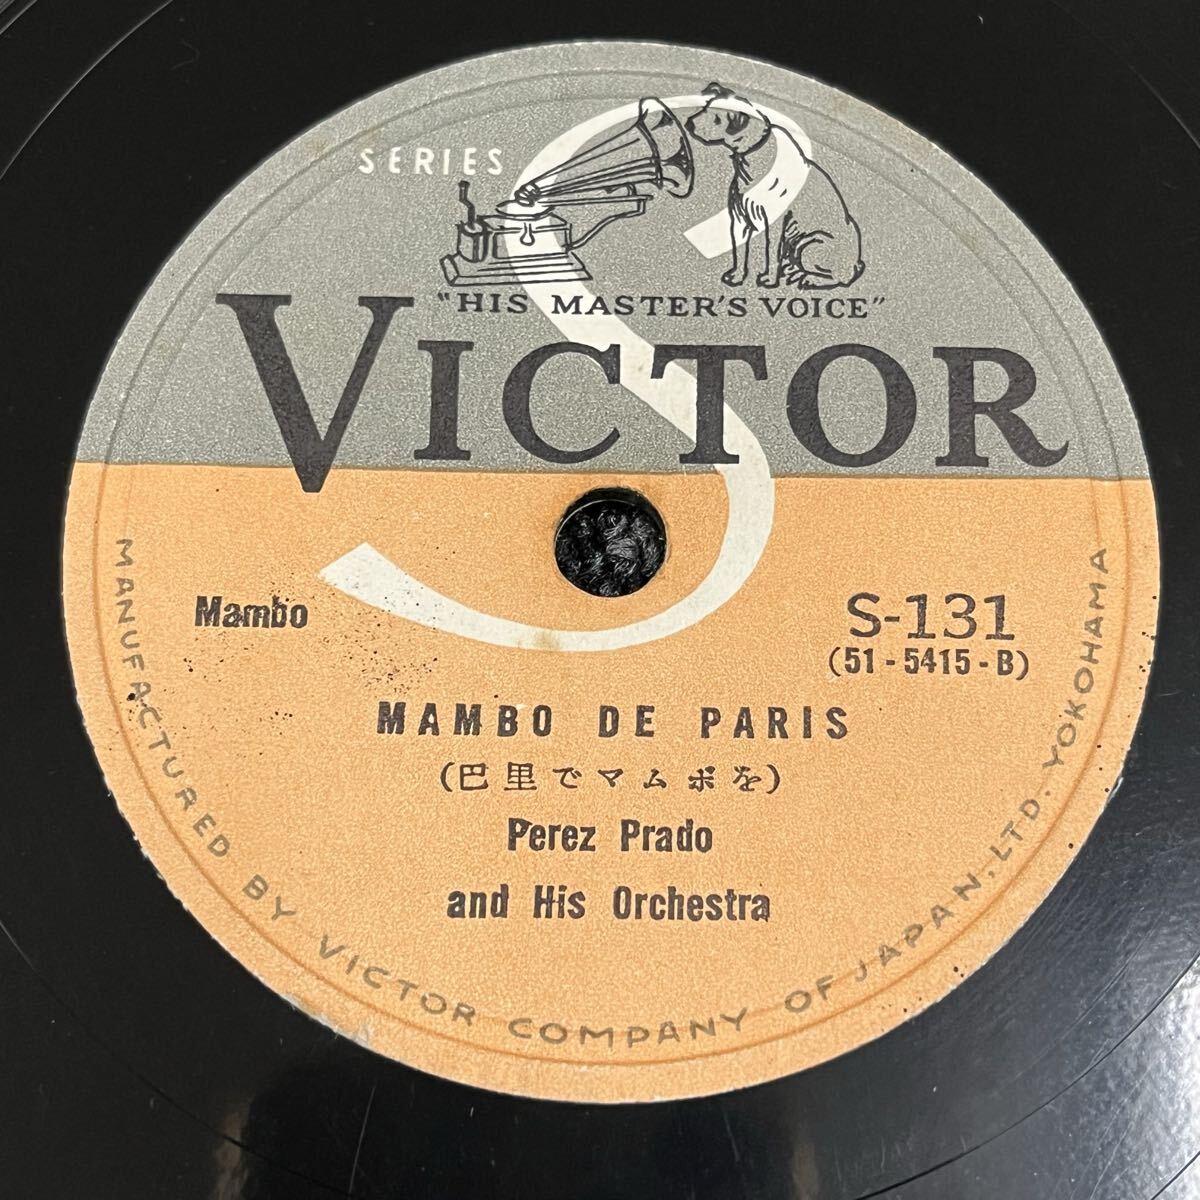 SERIES
"HIS MASTER'S VOICE"
VICTOR
Mambo
S-131
(51-5415-B)
MAMBO DE PARIS
(巴里でマムボを)
Perez Prado
and His Orchestra
MANUFACTURED BY VICTOR COMPANY OF JAPAN, LTD. YOKOHAMA